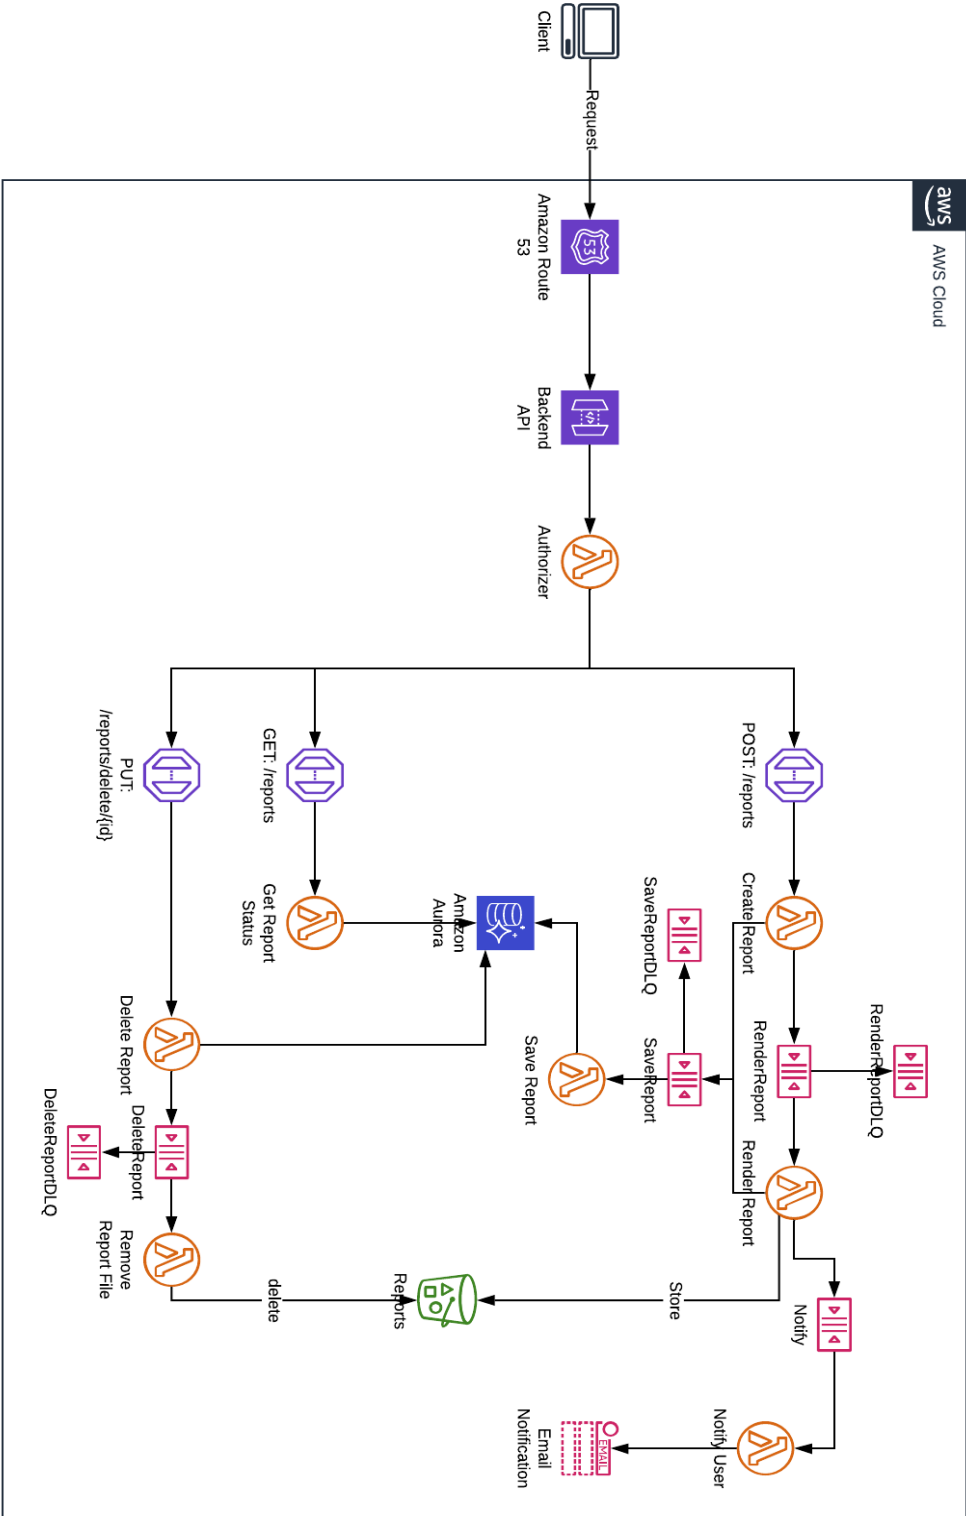 aws
AWS Cloud
Client
Request
53
Amazon Route
53
Backend
API
Authorizer
POST: /reports
CreateReport
RenderReportDLQ
RenderReport
Render Report
SaveReportDLQ
SaveReport
Save Report
Notify
Notify User
EMAIL
Email
Notification
Store
GET: /reports
Get Report
Status
Amazon
Aurora
Reports
delete
PUT:
/reports/delete/{id}
Delete Report
DeleteReport
DeleteReportDLQ
Remove
Report File